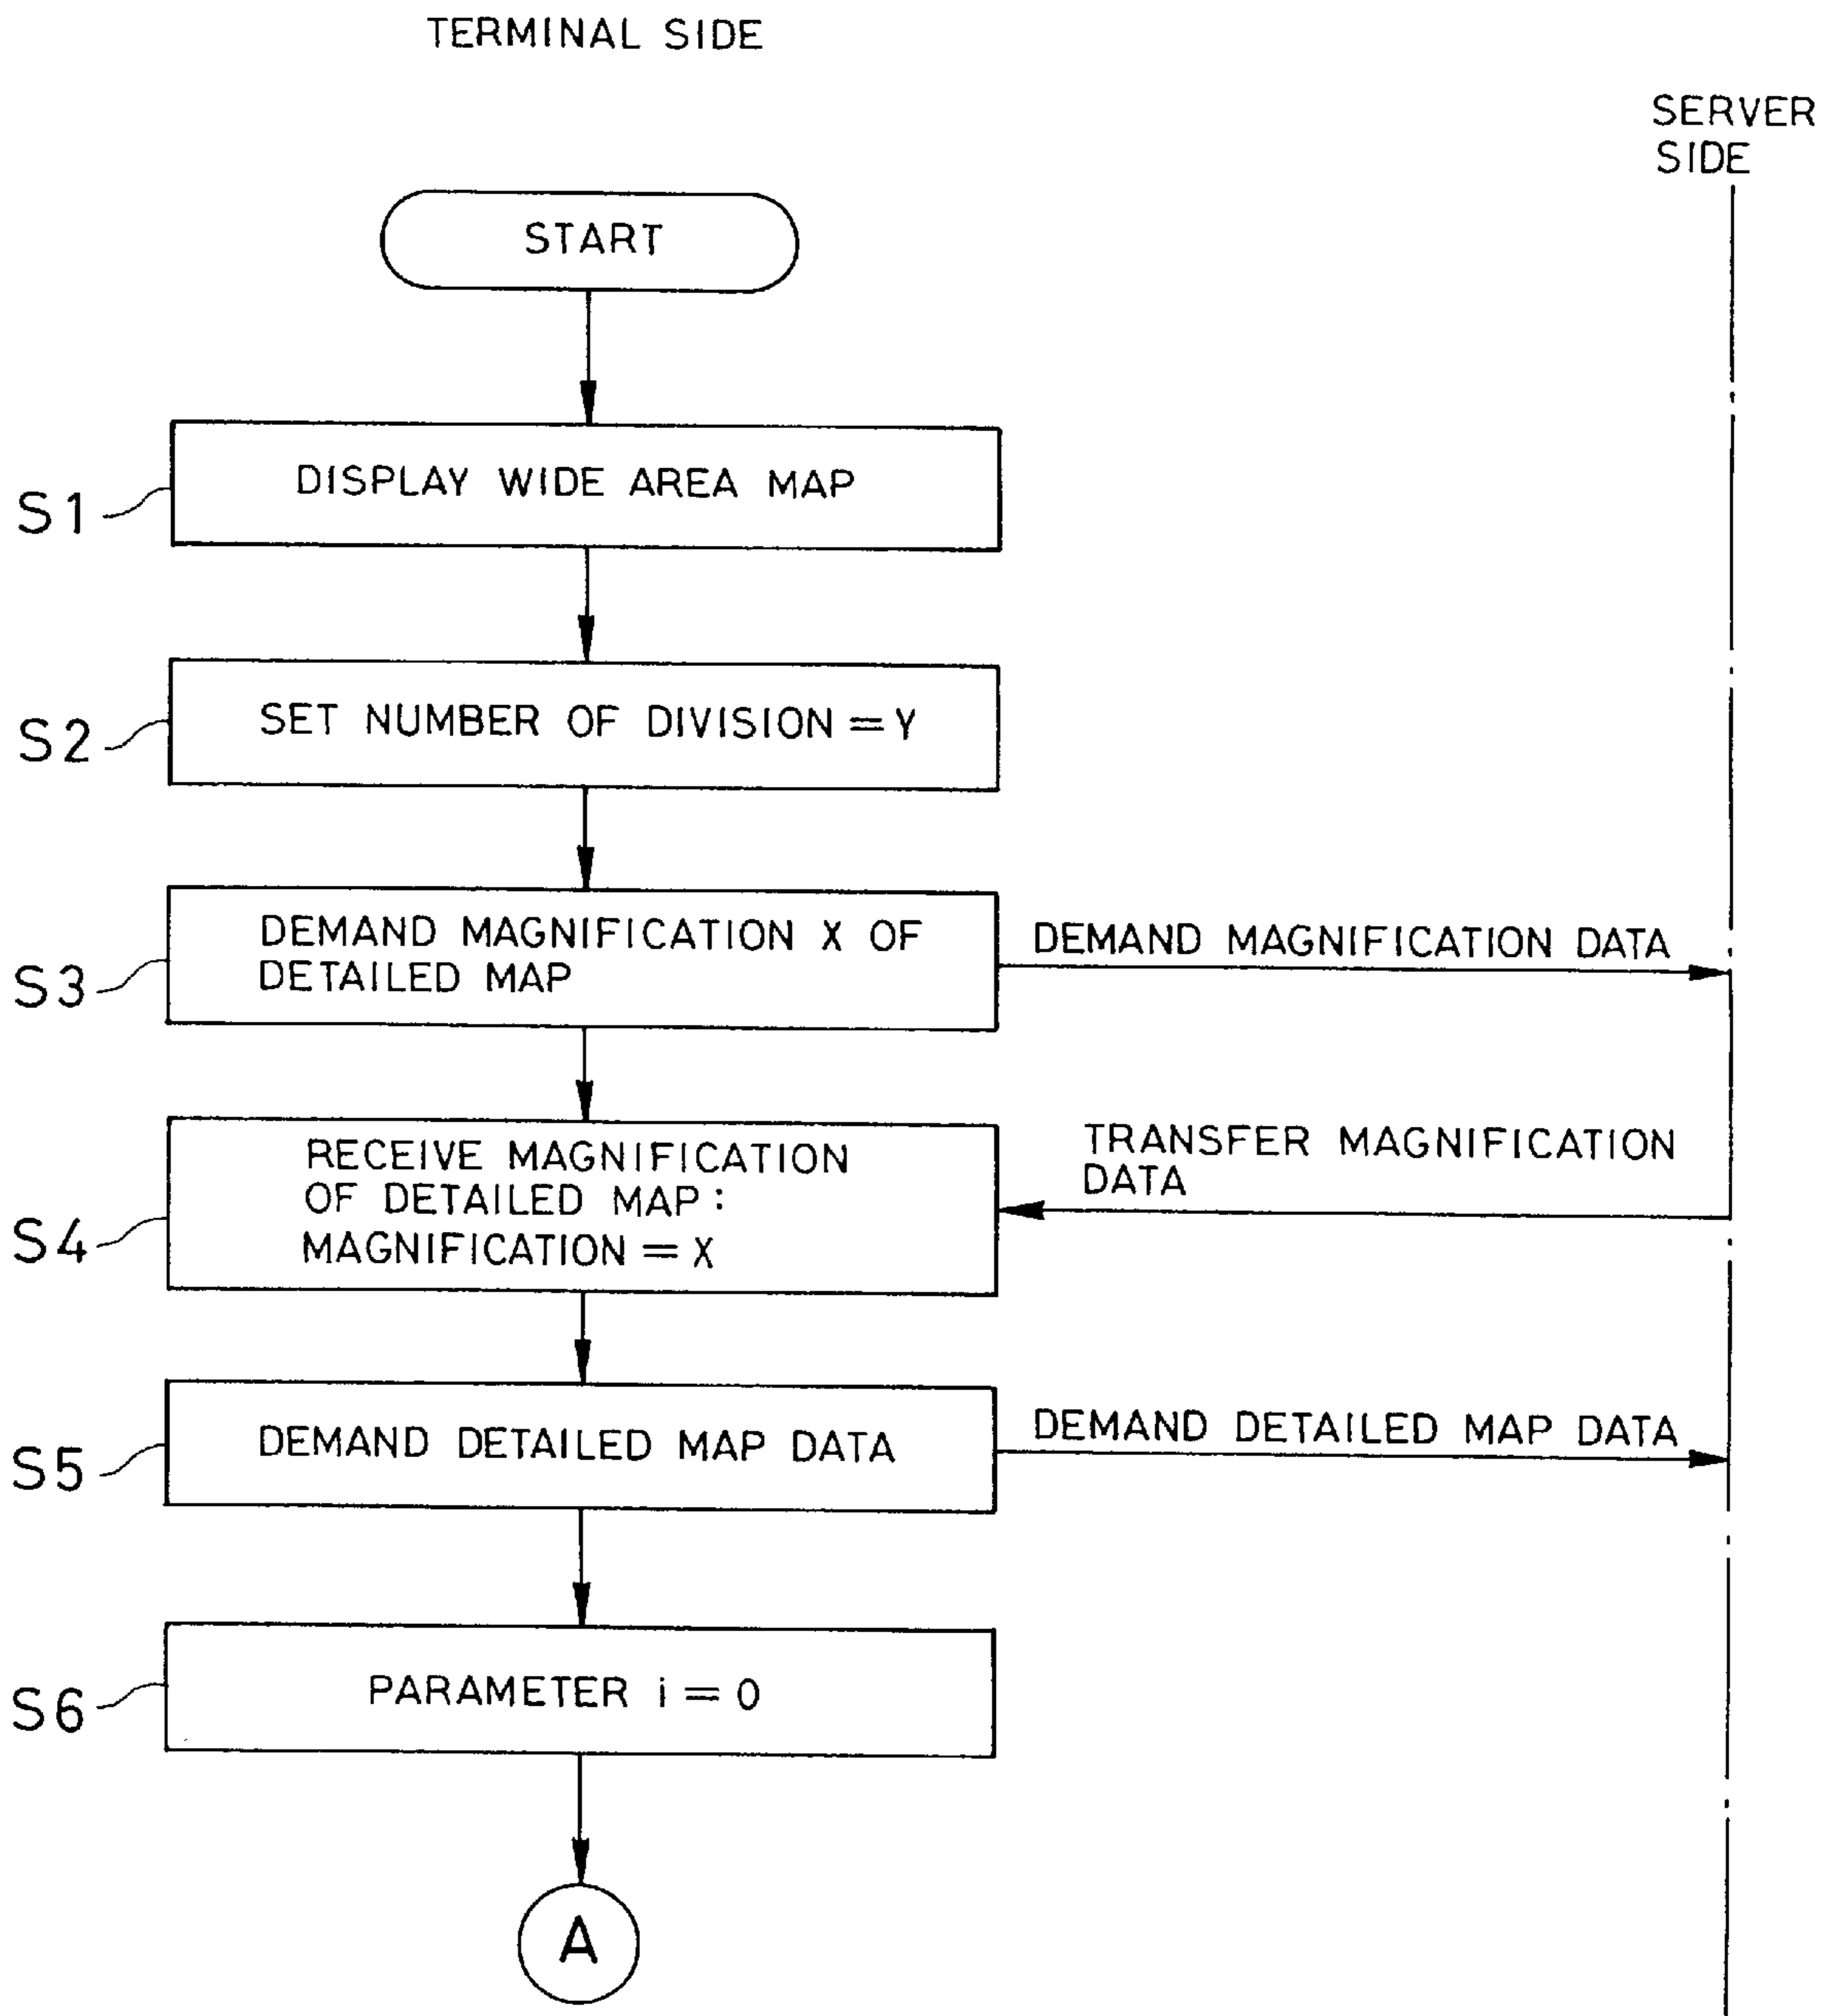 TERMINAL SIDE
SERVER
SIDE
START
S1
DISPLAY WIDE AREA MAP
S2
SET NUMBER OF DIVISION = Y
S3
DEMAND MAGNIFICATION X OF
DETAILED MAP
DEMAND MAGNIFICATION DATA
S4
RECEIVE MAGNIFICATION
OF DETAILED MAP :
MAGNIFICATION = X
TRANSFER MAGNIFICATION
DATA
S5
DEMAND DETAILED MAP DATA
DEMAND DETAILED MAP DATA
S6
PARAMETER i = 0
A